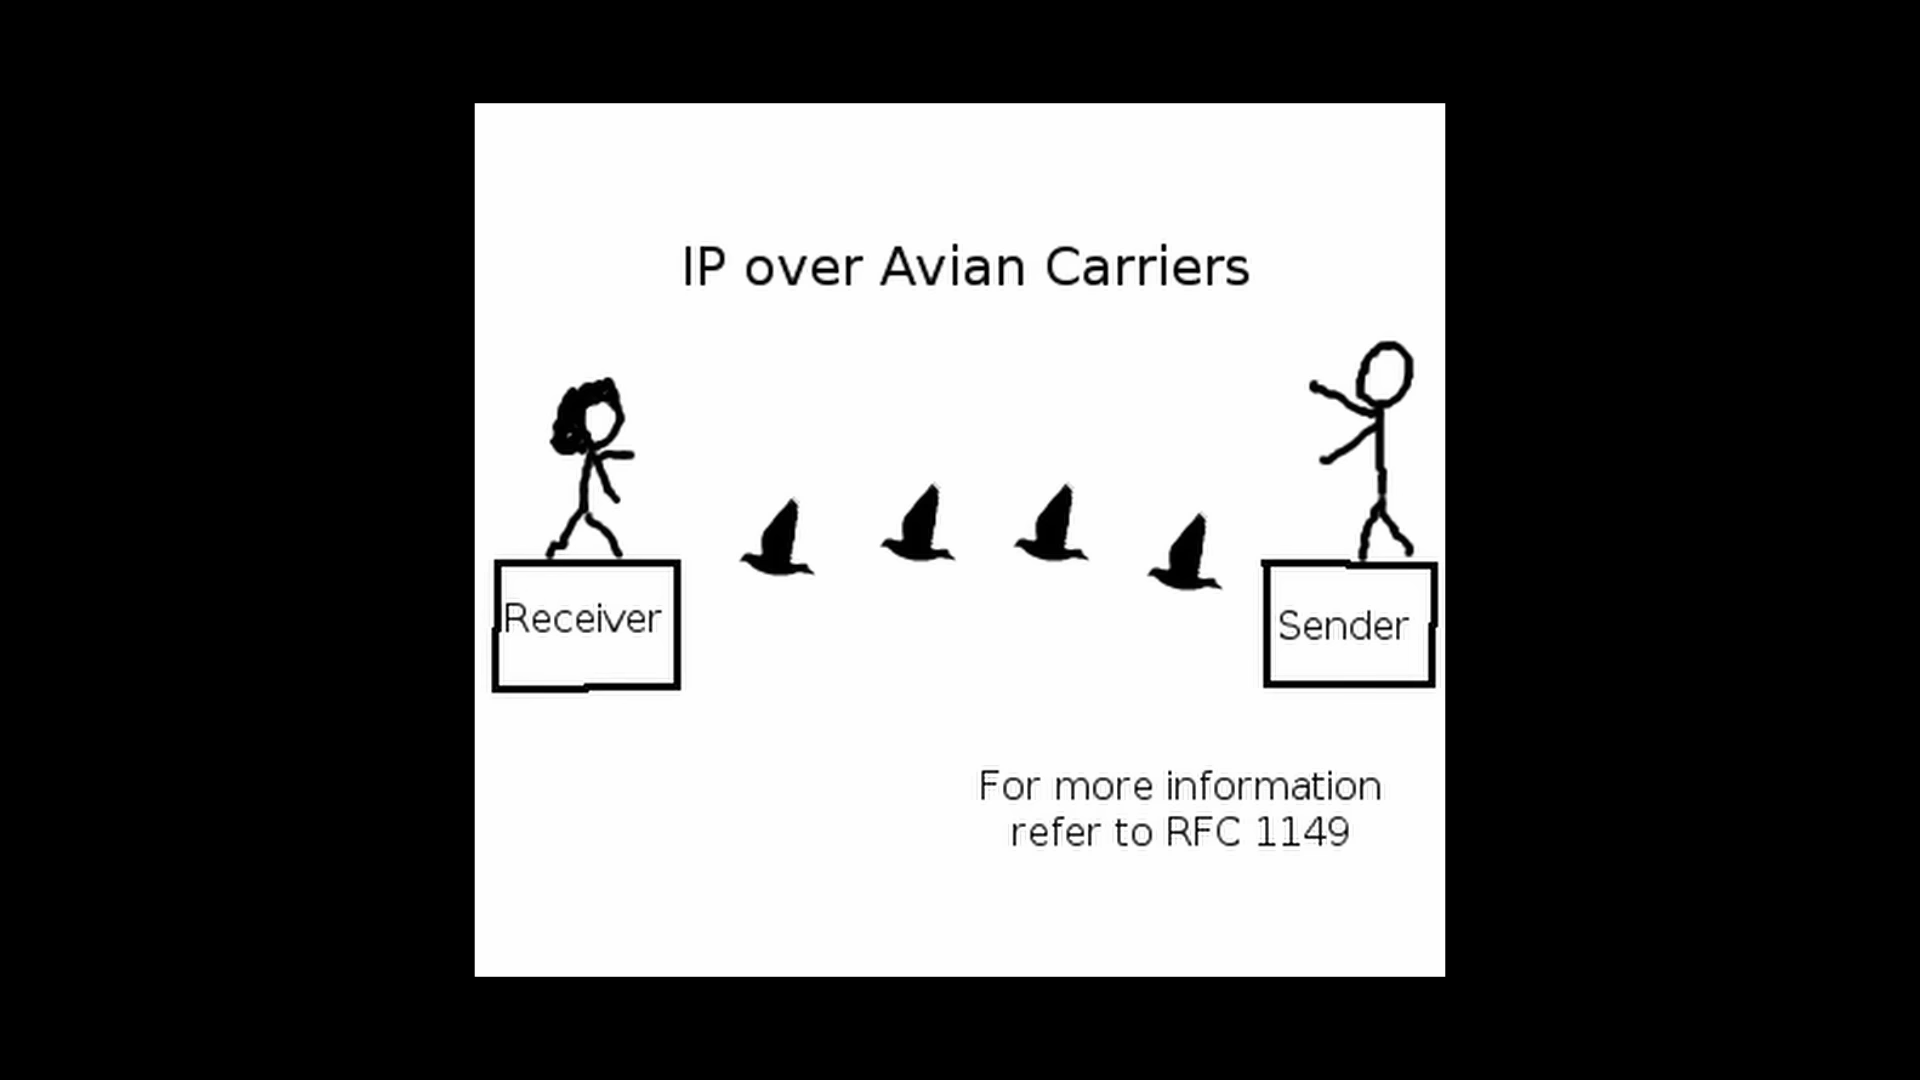 IP over Avian Carriers
Receiver
Sender
For more information
refer to RFC 1149